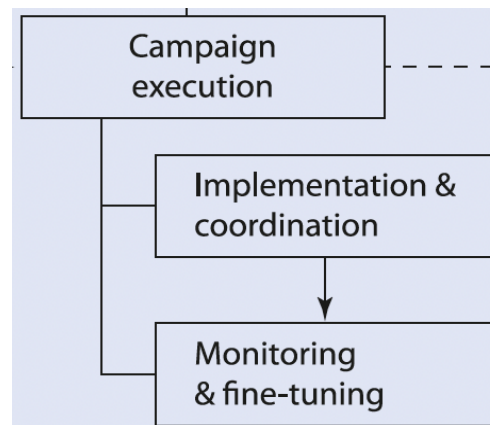 Campaign
execution
Implementation &
coordination
Monitoring
& fine-tuning